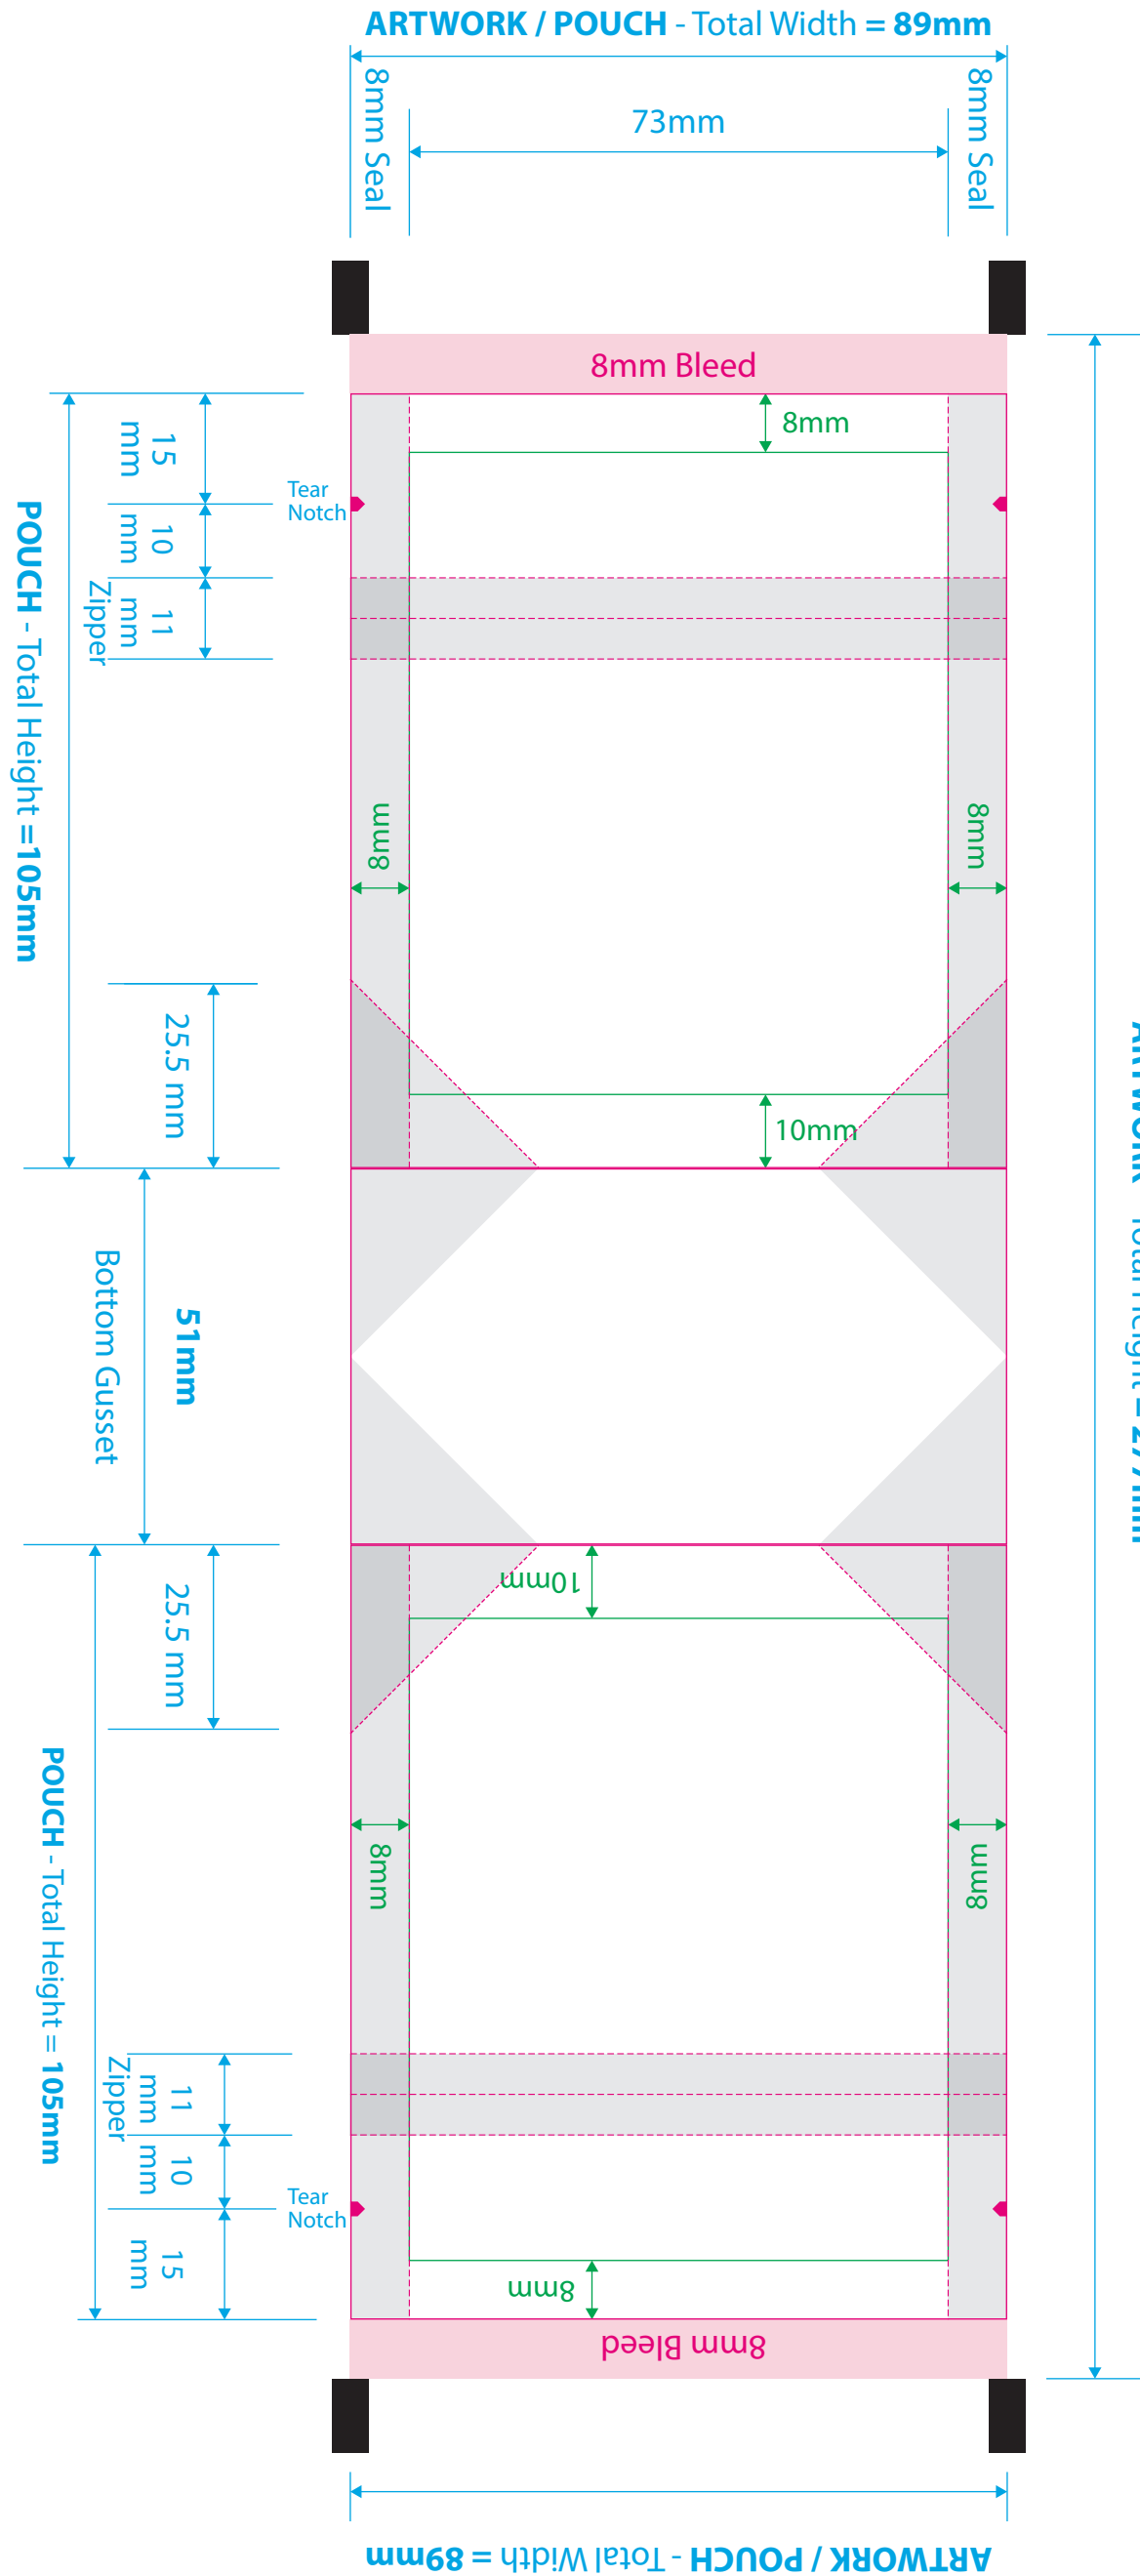 ARTWORK / POUCH - Total Width = 89mm
8mm Seal
73mm
8mm Seal
8mm Bleed
8mm
15
mm
Tear
Notch
10
mm
11
mm
Zipper
POUCH - Total Height =105mm
8mm
8mm
25.5 mm
10mm
51mm
Bottom Gusset
10mm
25.5 mm
8mm
8mm
POUCH - Total Height = 105mm
11
mm
Zipper
10
mm
Tear
Notch
15
mm
8mm
8mm Bleed
ARTWORK / POUCH - Total Width = 89mm